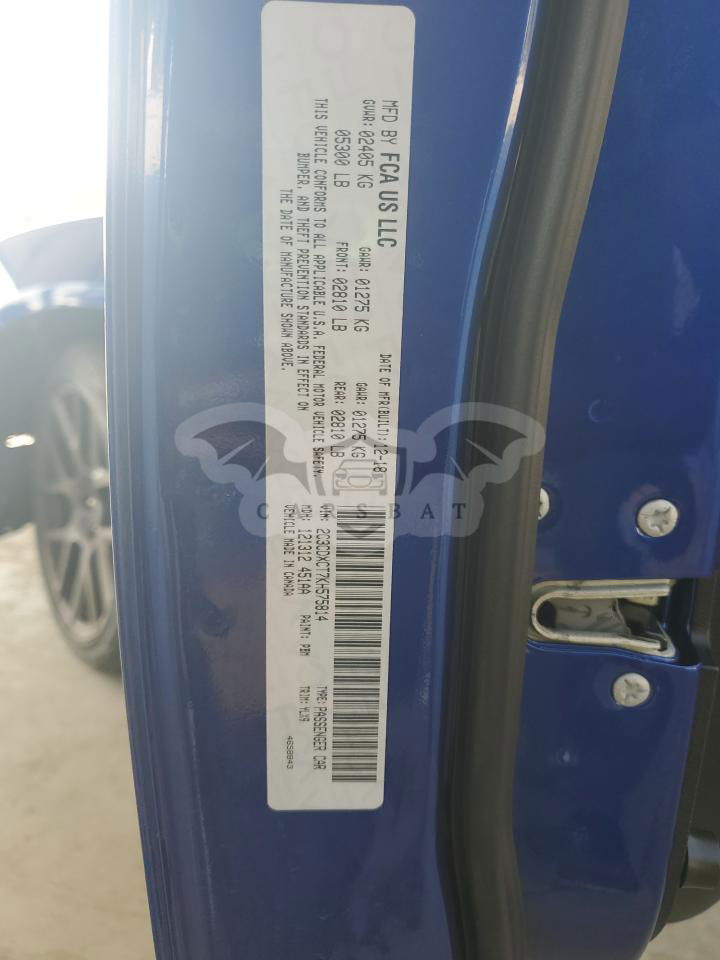 MFD BY FCA US LLC
DATE OF MFR(BUILT): 12-18
GVWR: 02405 KG GAWR: 01275 KG GAWR: 01275 KG
05300 LB FRONT: 02810 LB REAR: 02810 LB
THIS VEHICLE CONFORMS TO ALL APPLICABLE U.S.A. FEDERAL MOTOR VEHICLE SAFETY,
BUMPER, AND THEFT PREVENTION STANDARDS IN EFFECT ON
THE DATE OF MANUFACTURE SHOWN ABOVE.
VIN: 2C3CDXCT7KH575814 TYPE: PASSENGER CAR
MDH: 121312 451AA PAINT: PBM TRIM: VLX9
VEHICLE MADE IN CANADA
4658843
CARSBAT